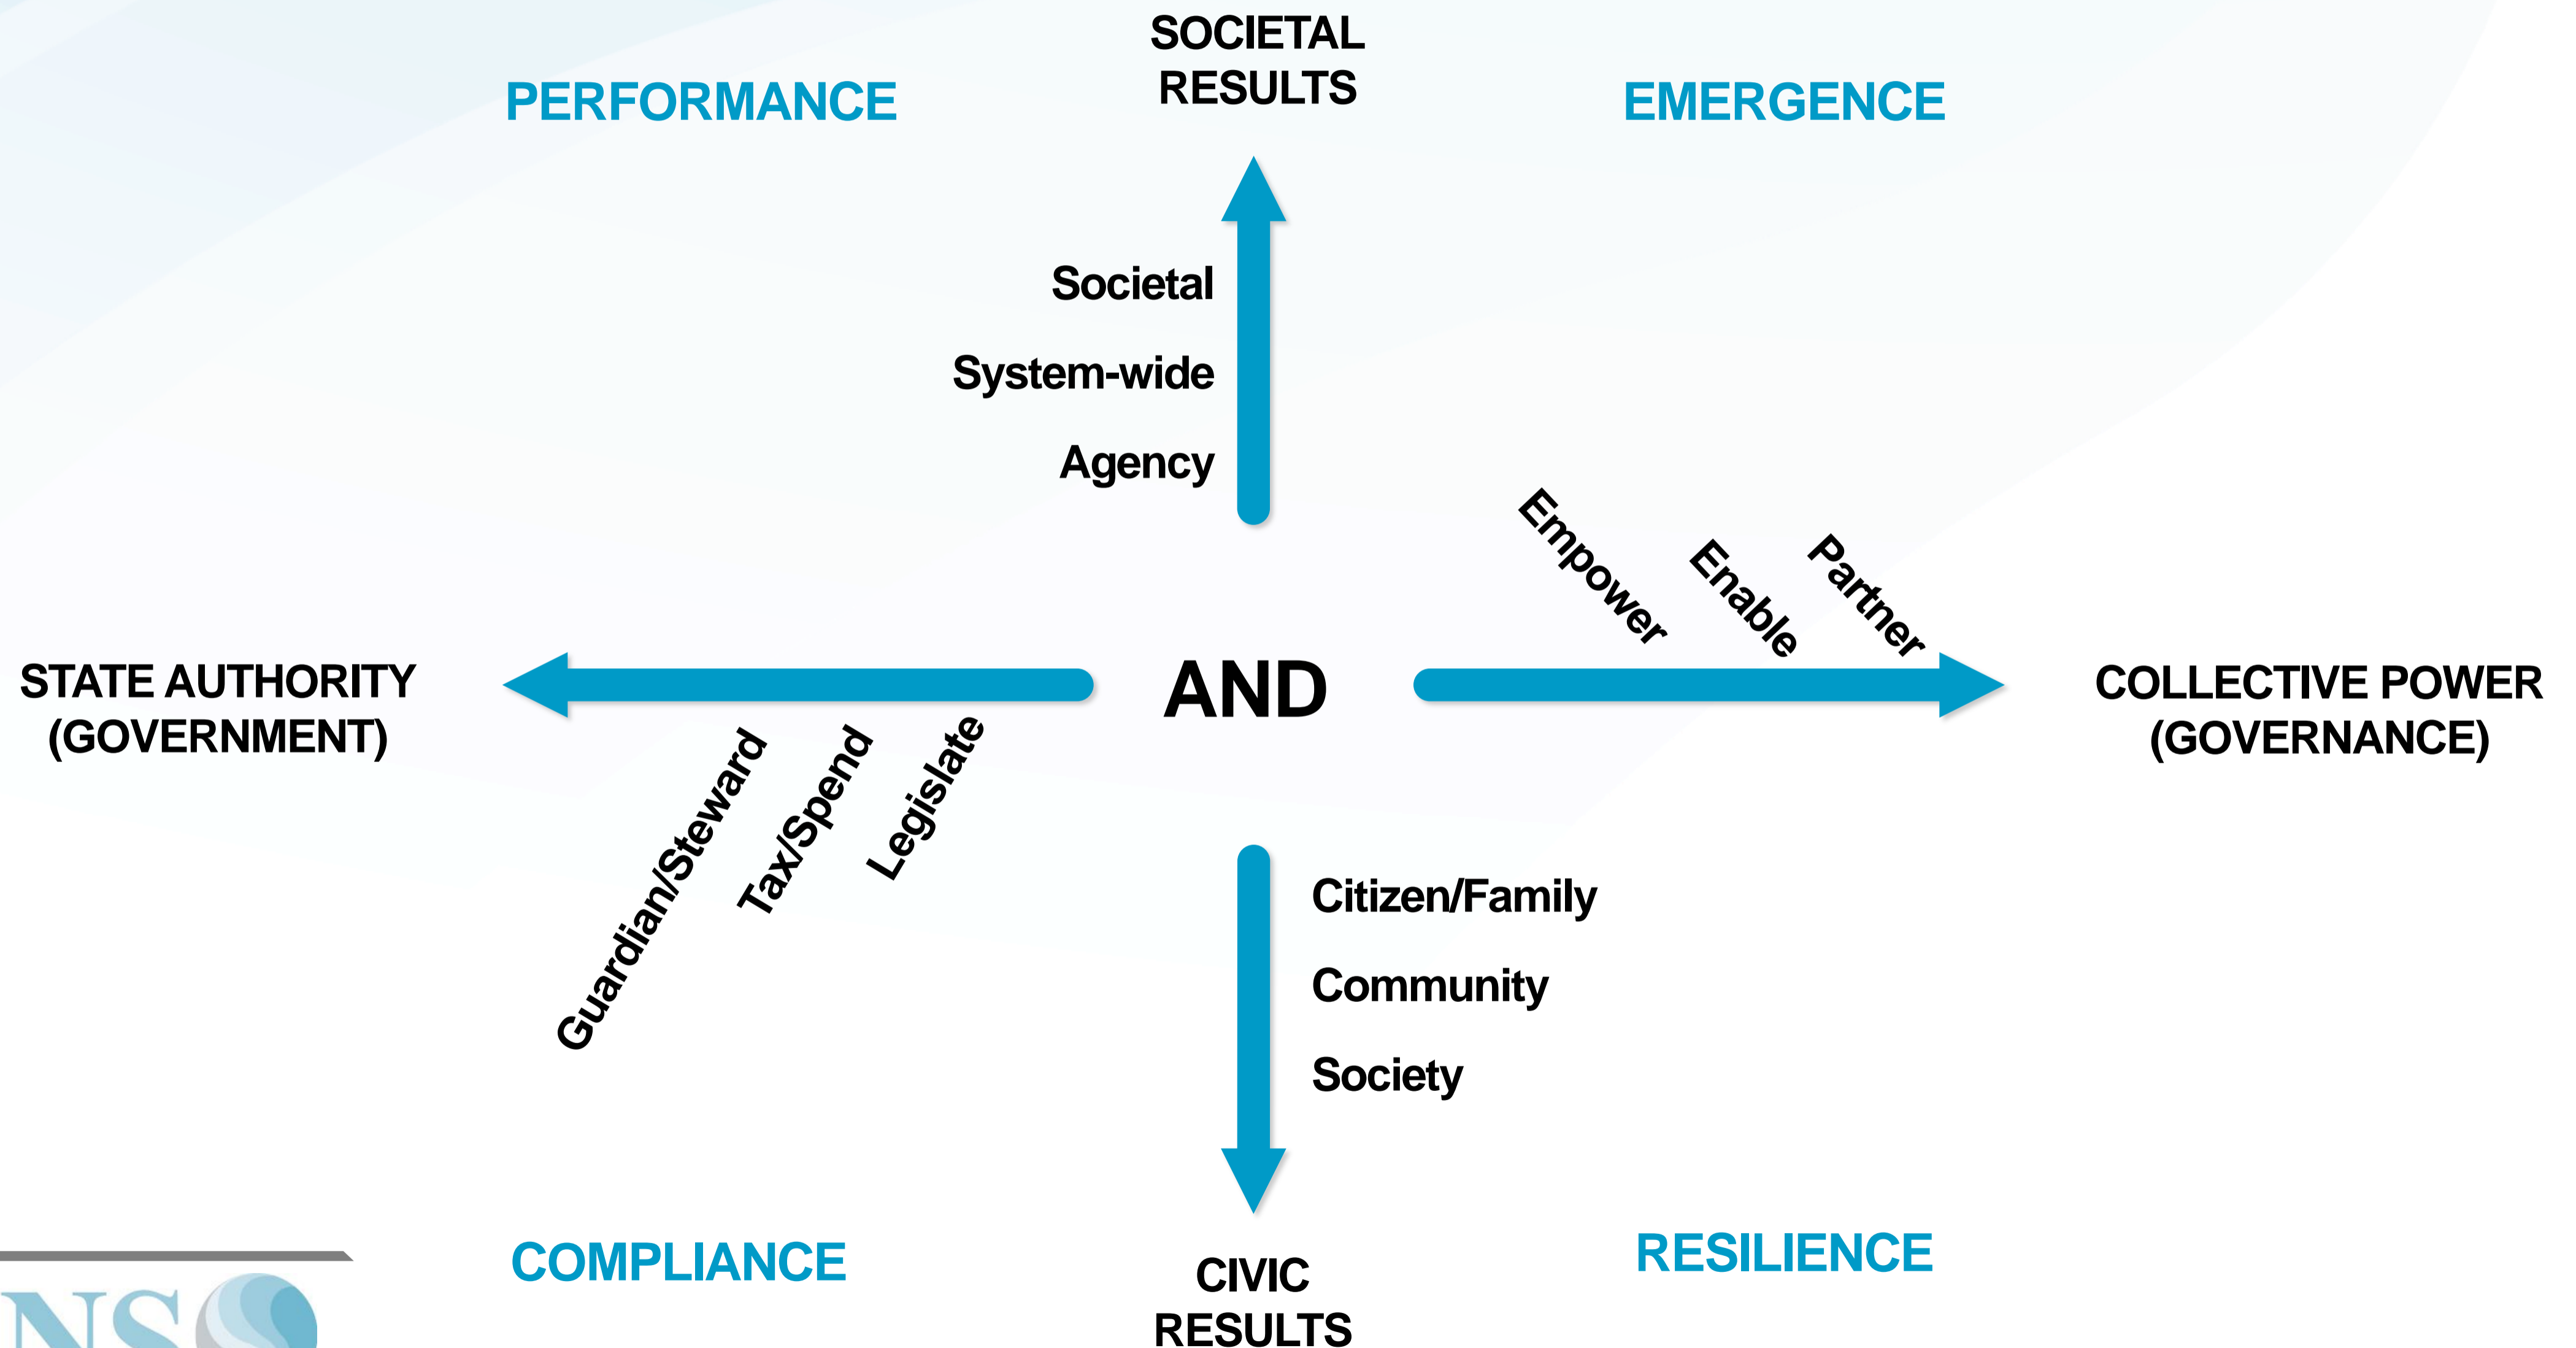 SOCIETAL
RESULTS
PERFORMANCE
EMERGENCE
Societal
System-wide
Agency
Empower
Enable
Partner
STATE AUTHORITY
(GOVERNMENT)
AND
COLLECTIVE POWER
(GOVERNANCE)
Guardian/Steward
Tax/Spend
Legislate
Citizen/Family
Community
Society
COMPLIANCE
RESILIENCE
CIVIC
RESULTS
NS